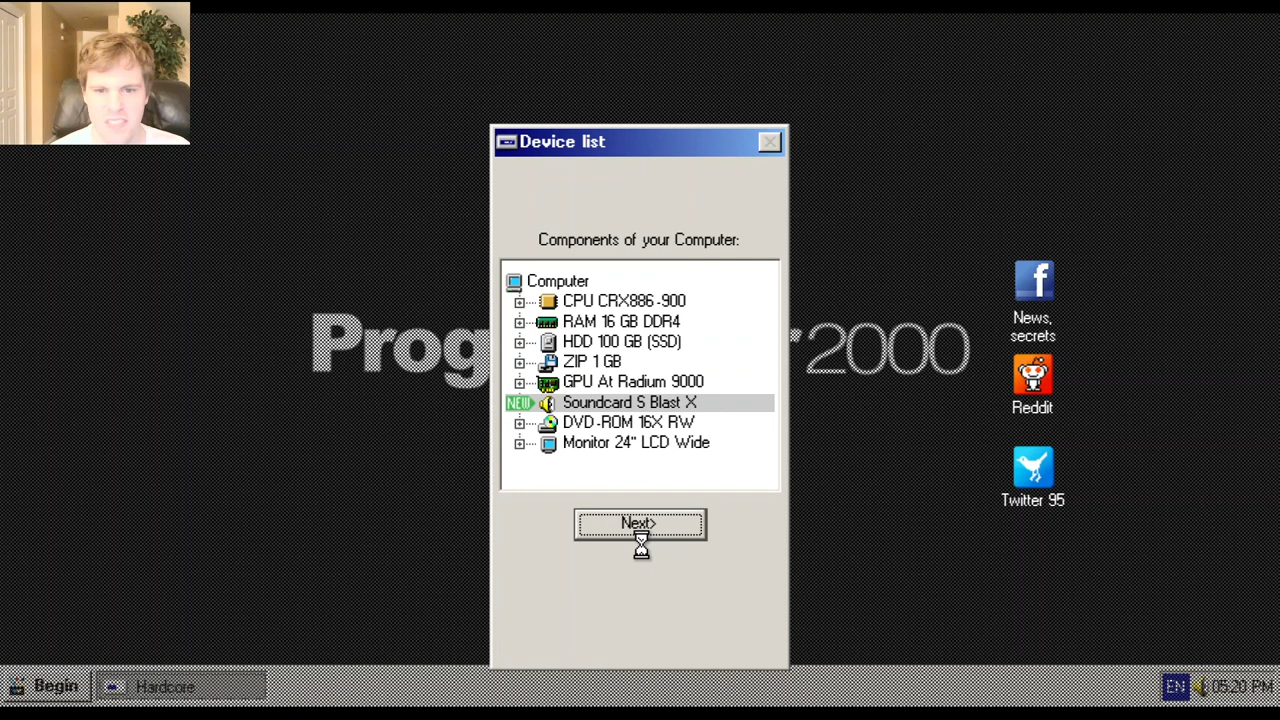 Device list
Components of your Computer:
Computer
CPU CRX886-900
RAM 16 GB DDR4
HDD 100 GB (SSD)
ZIP 1 GB
GPU At Radium 9000
NEW Soundcard S Blast X
DVD-ROM 16X RW
Monitor 24" LCD Wide
Next>
2000
News,
secrets
Reddit
Twitter 95
Begin
Hardcore
EN
05:20 PM